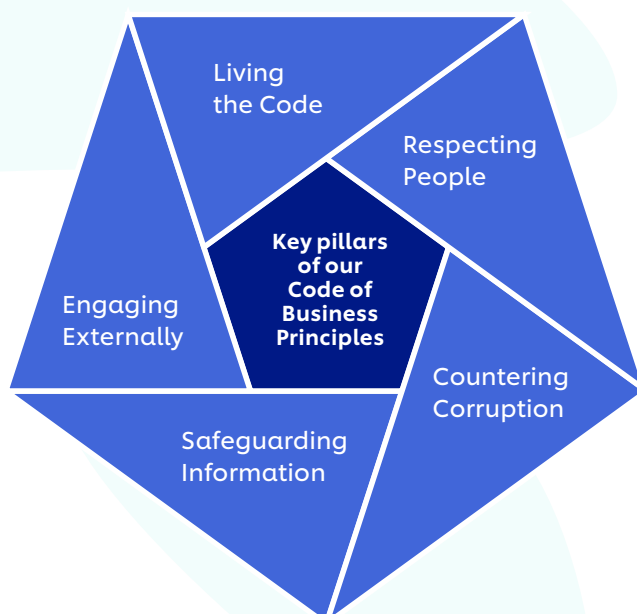 Living
the Code
Respecting
People
Key pillars
of our
Code of
Business
Principles
Engaging
Externally
Countering
Corruption
Safeguarding
Information